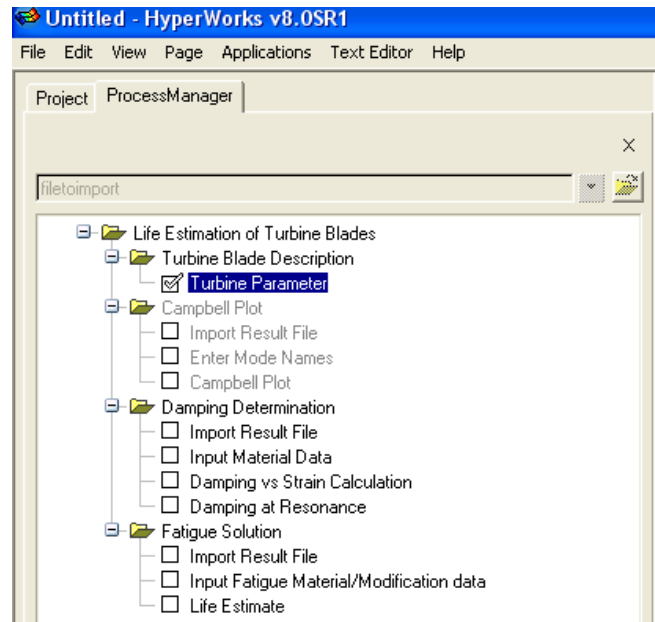 Untitled - HyperWorks v8.0SR1
File Edit View Page Applications Text Editor Help
Project ProcessManager
filetoimport
Life Estimation of Turbine Blades
Turbine Blade Description
Turbine Parameter
Campbell Plot
Import Result File
Enter Mode Names
Campbell Plot
Damping Determination
Import Result File
Input Material Data
Damping vs Strain Calculation
Damping at Resonance
Fatigue Solution
Import Result File
Input Fatigue Material/Modification data
Life Estimate